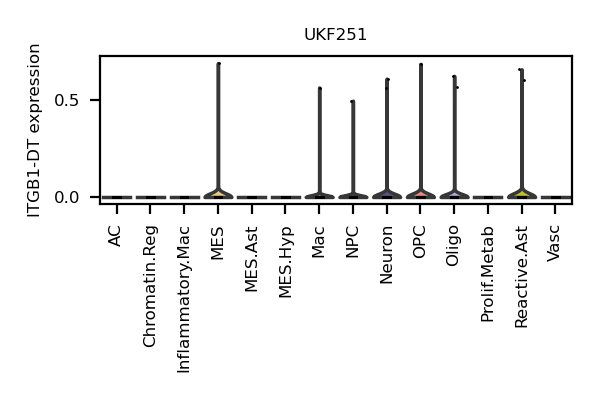 UKF251
ITGB1-DT expression
0.5
0.0
AC
Chromatin.Reg
Inflammatory.Mac
MES
MES.Ast
MES.Hyp
Mac
NPC
Neuron
OPC
Oligo
Prolif.Metab
Reactive.Ast
Vasc